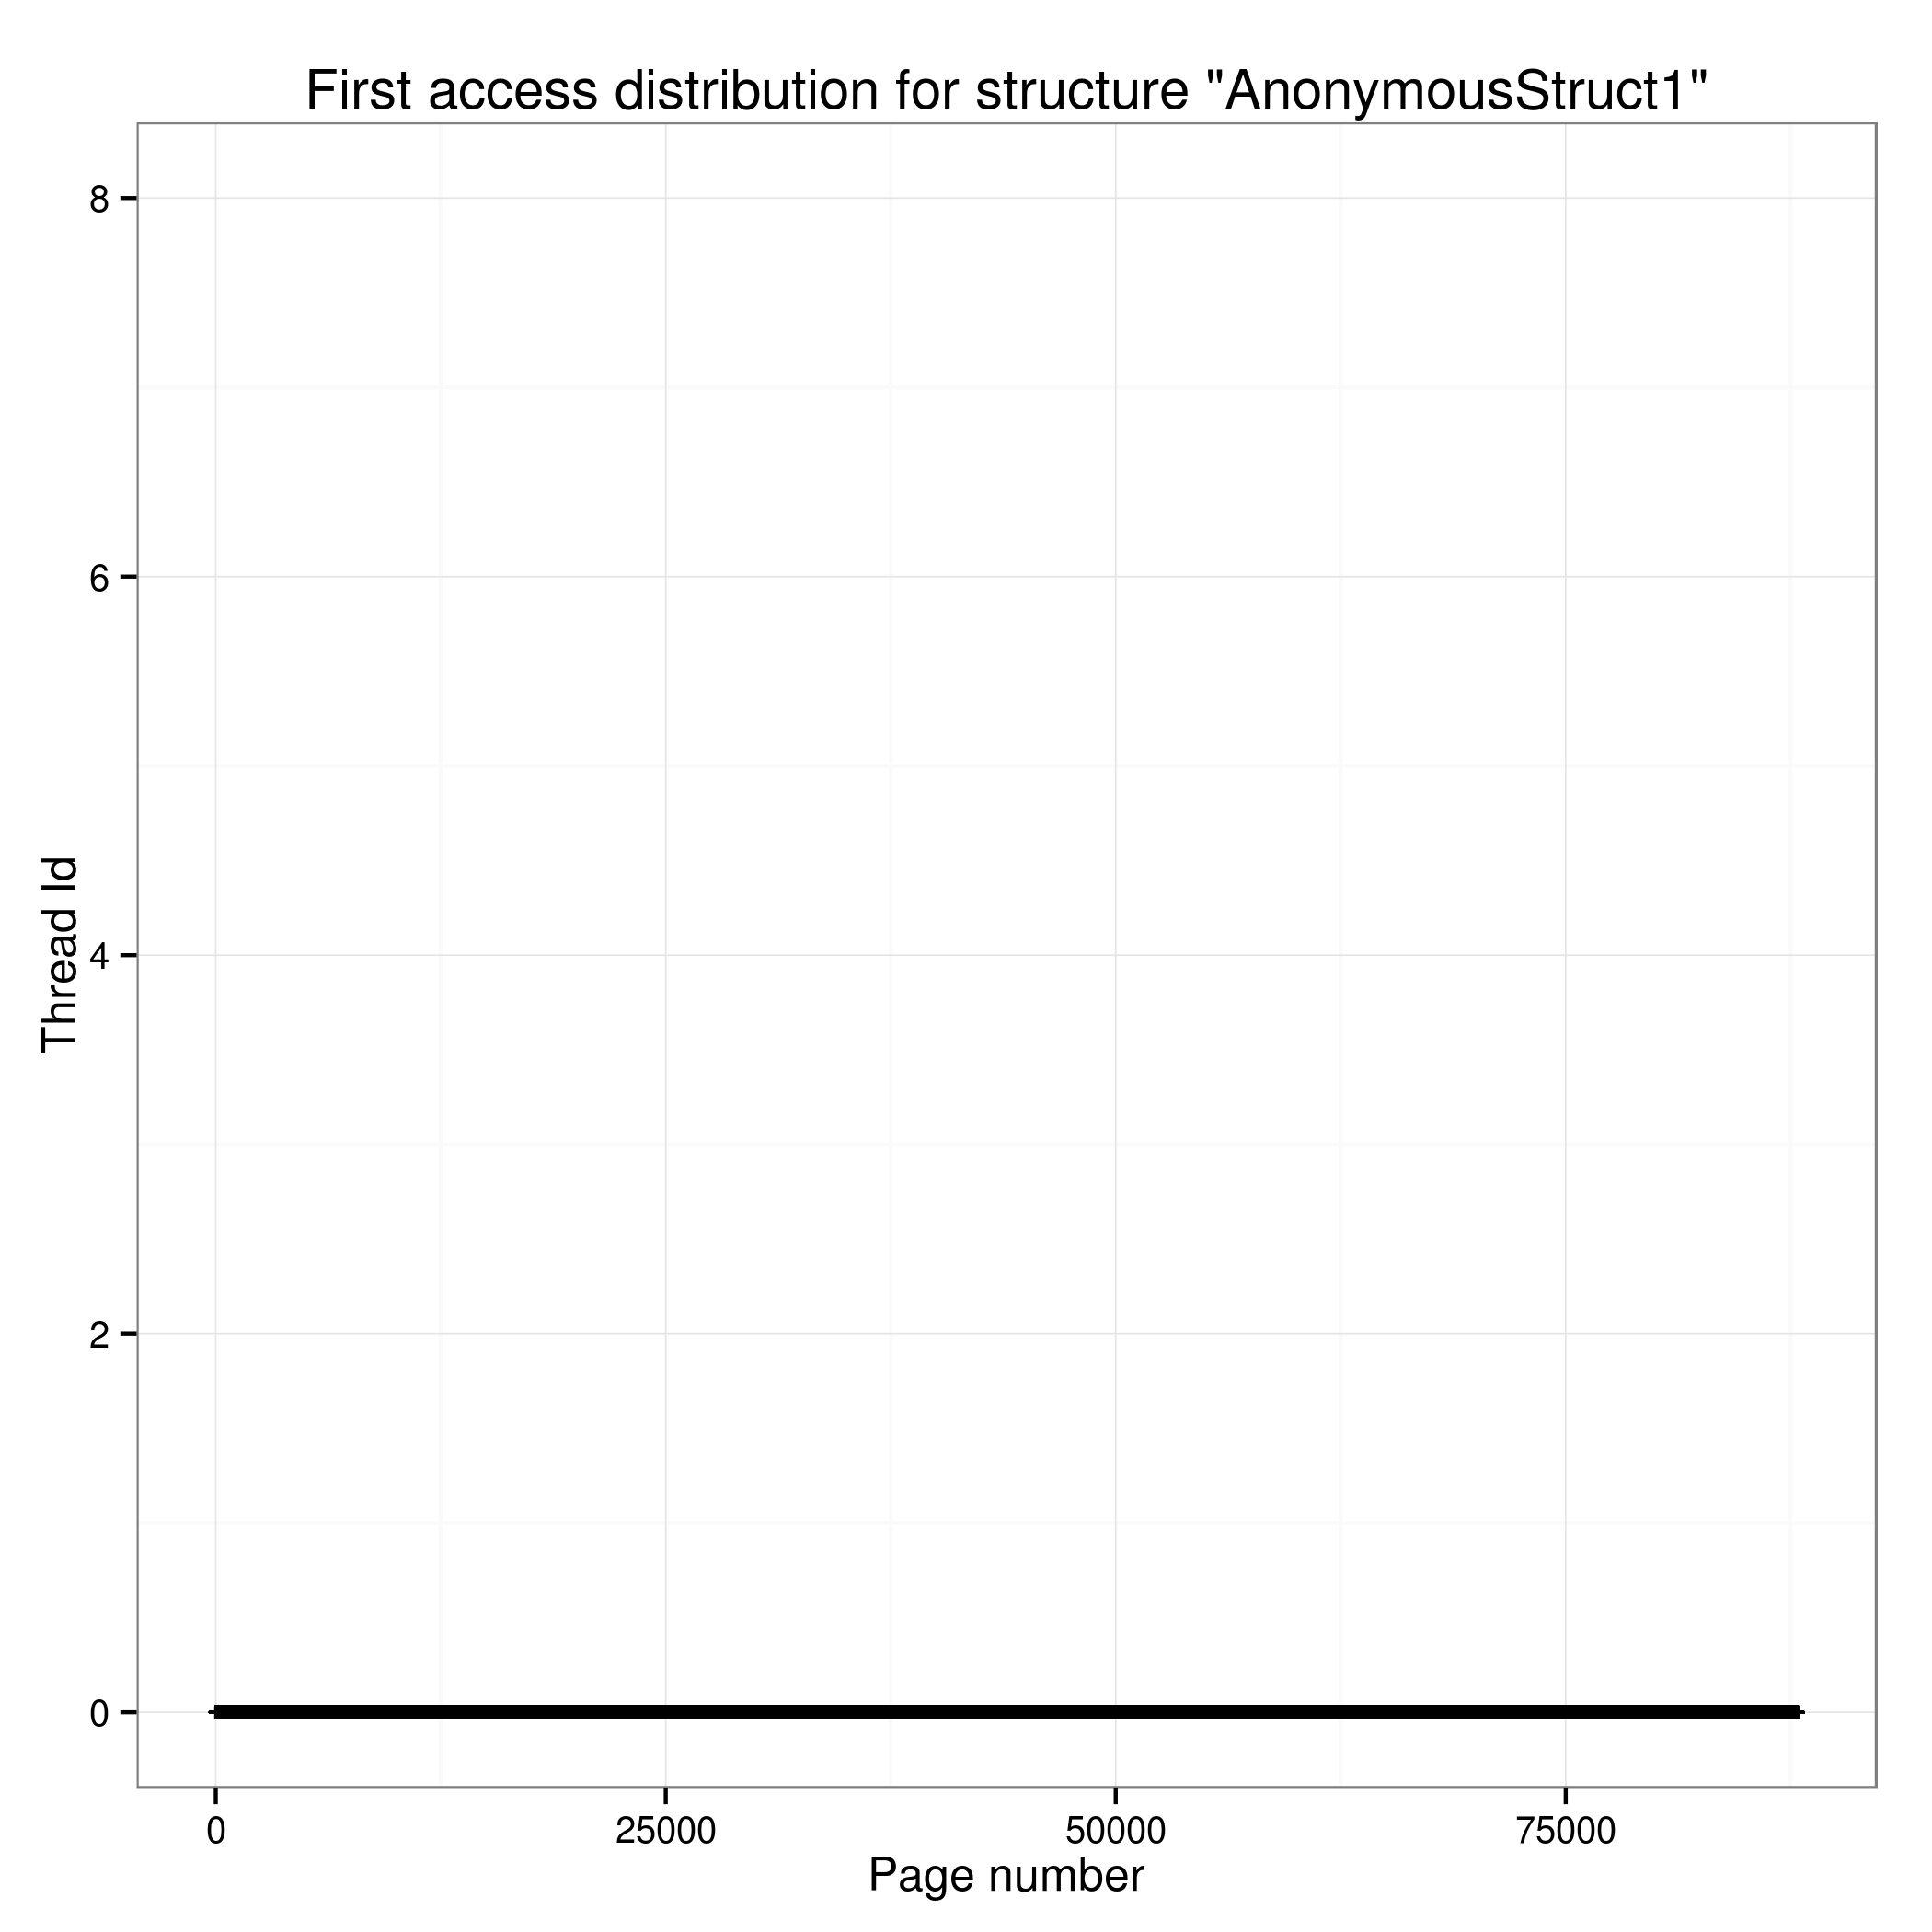 First access distribution for structure "AnonymousStruct1"
8
6
4
2
0
Thread Id
0 25000 50000 75000
Page number